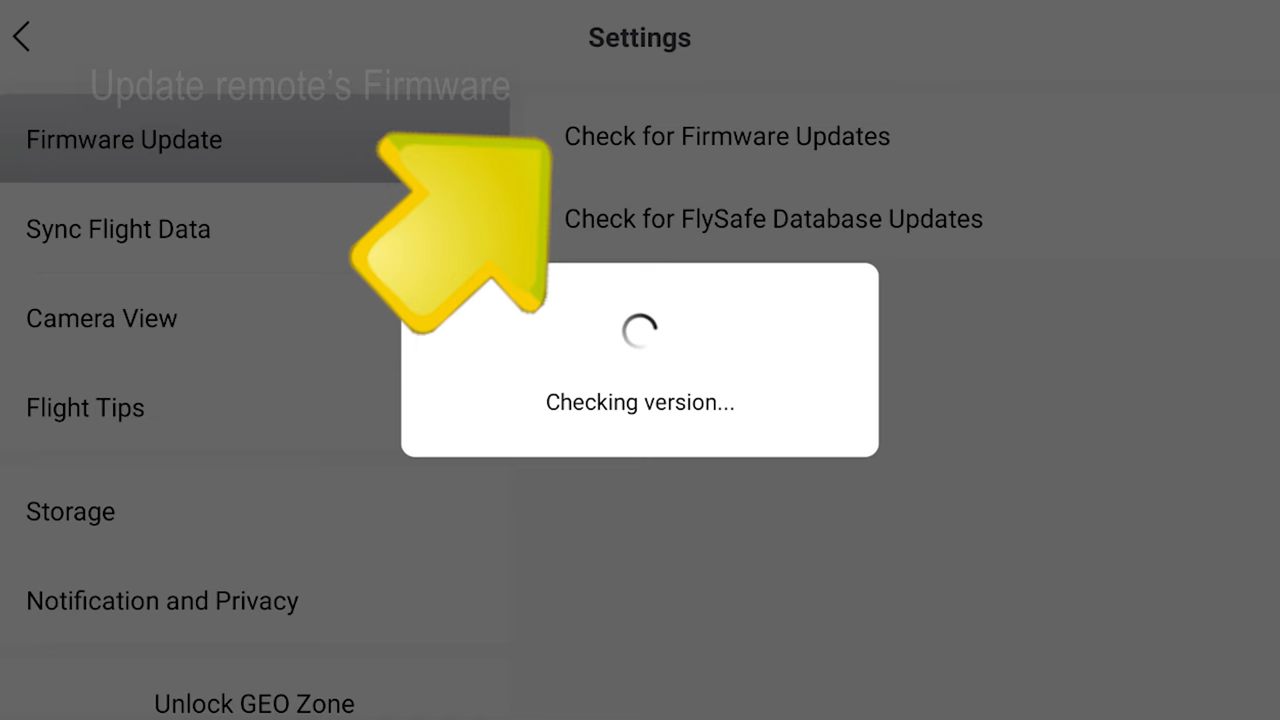 Settings
Update remote's Firmware
Firmware Update
Check for Firmware Updates
Sync Flight Data
Check for FlySafe Database Updates
Camera View
Checking version...
Flight Tips
Storage
Notification and Privacy
Unlock GEO Zone